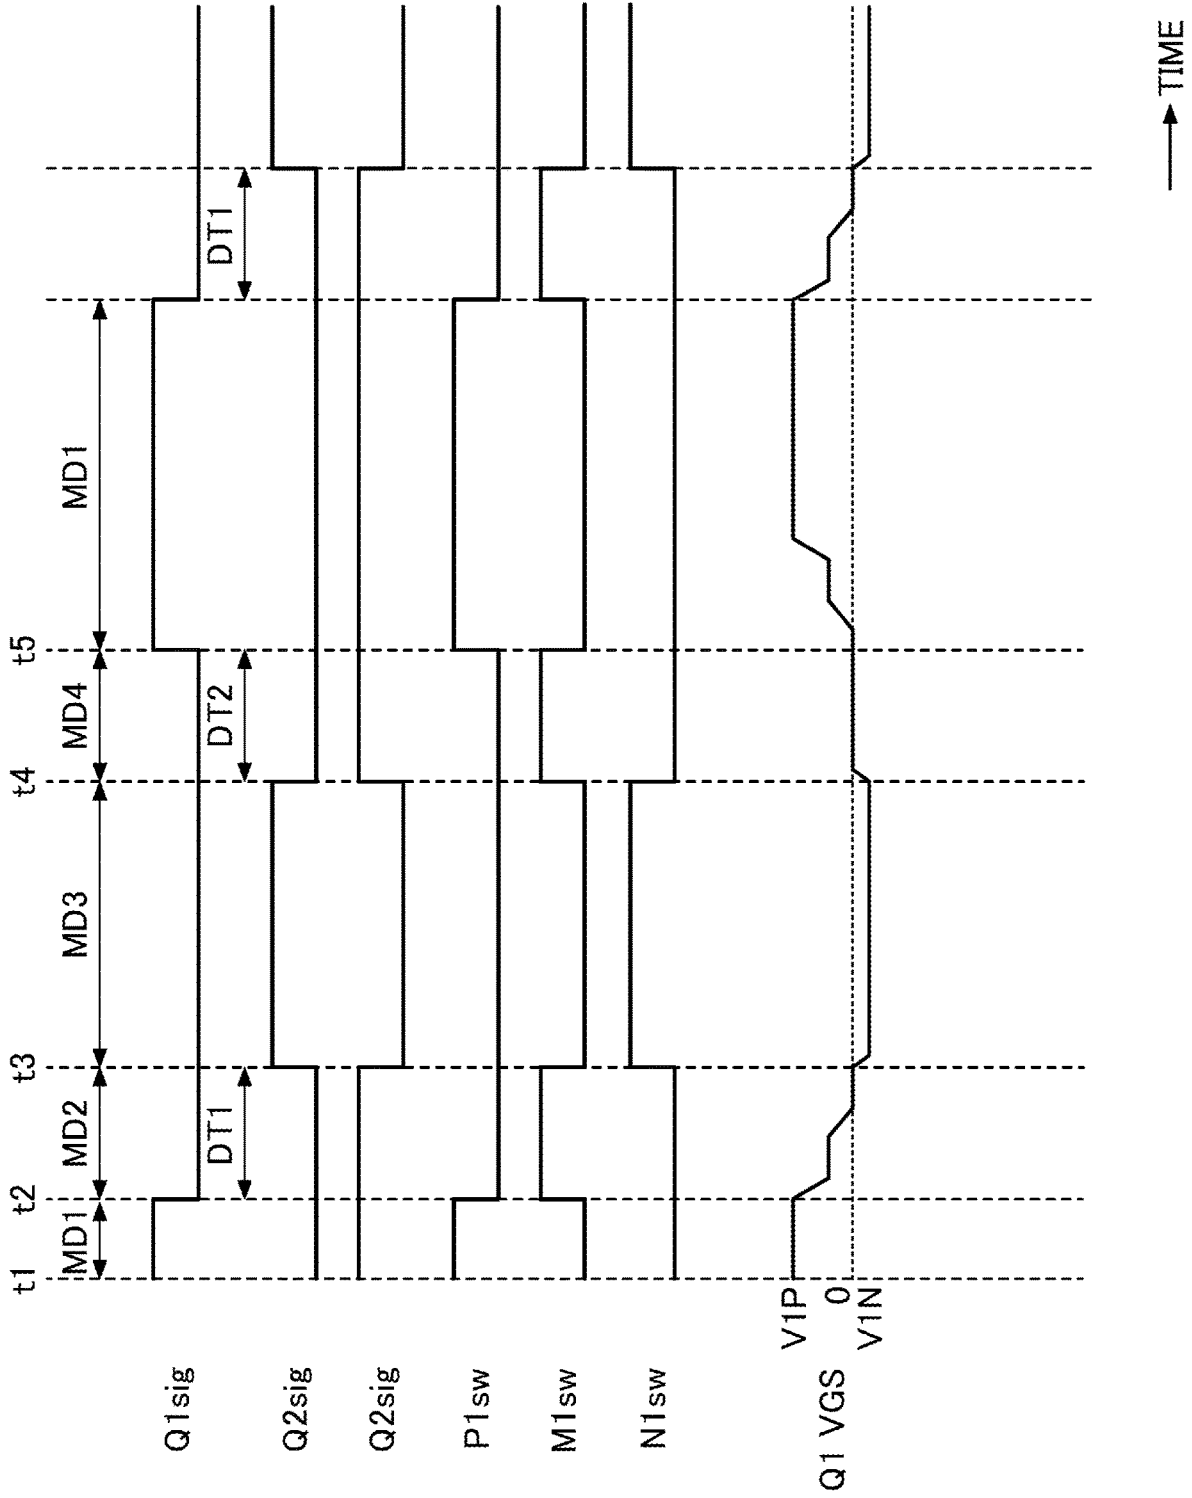 t1 t2 t3 t4 t5
MD1 MD2 MD3 MD4 MD1
Q1sig
DT1 DT2 DT1
Q2sig
Q2sig
P1sw
M1sw
N1sw
V1P
Q1 VGS 0
V1N
TIME